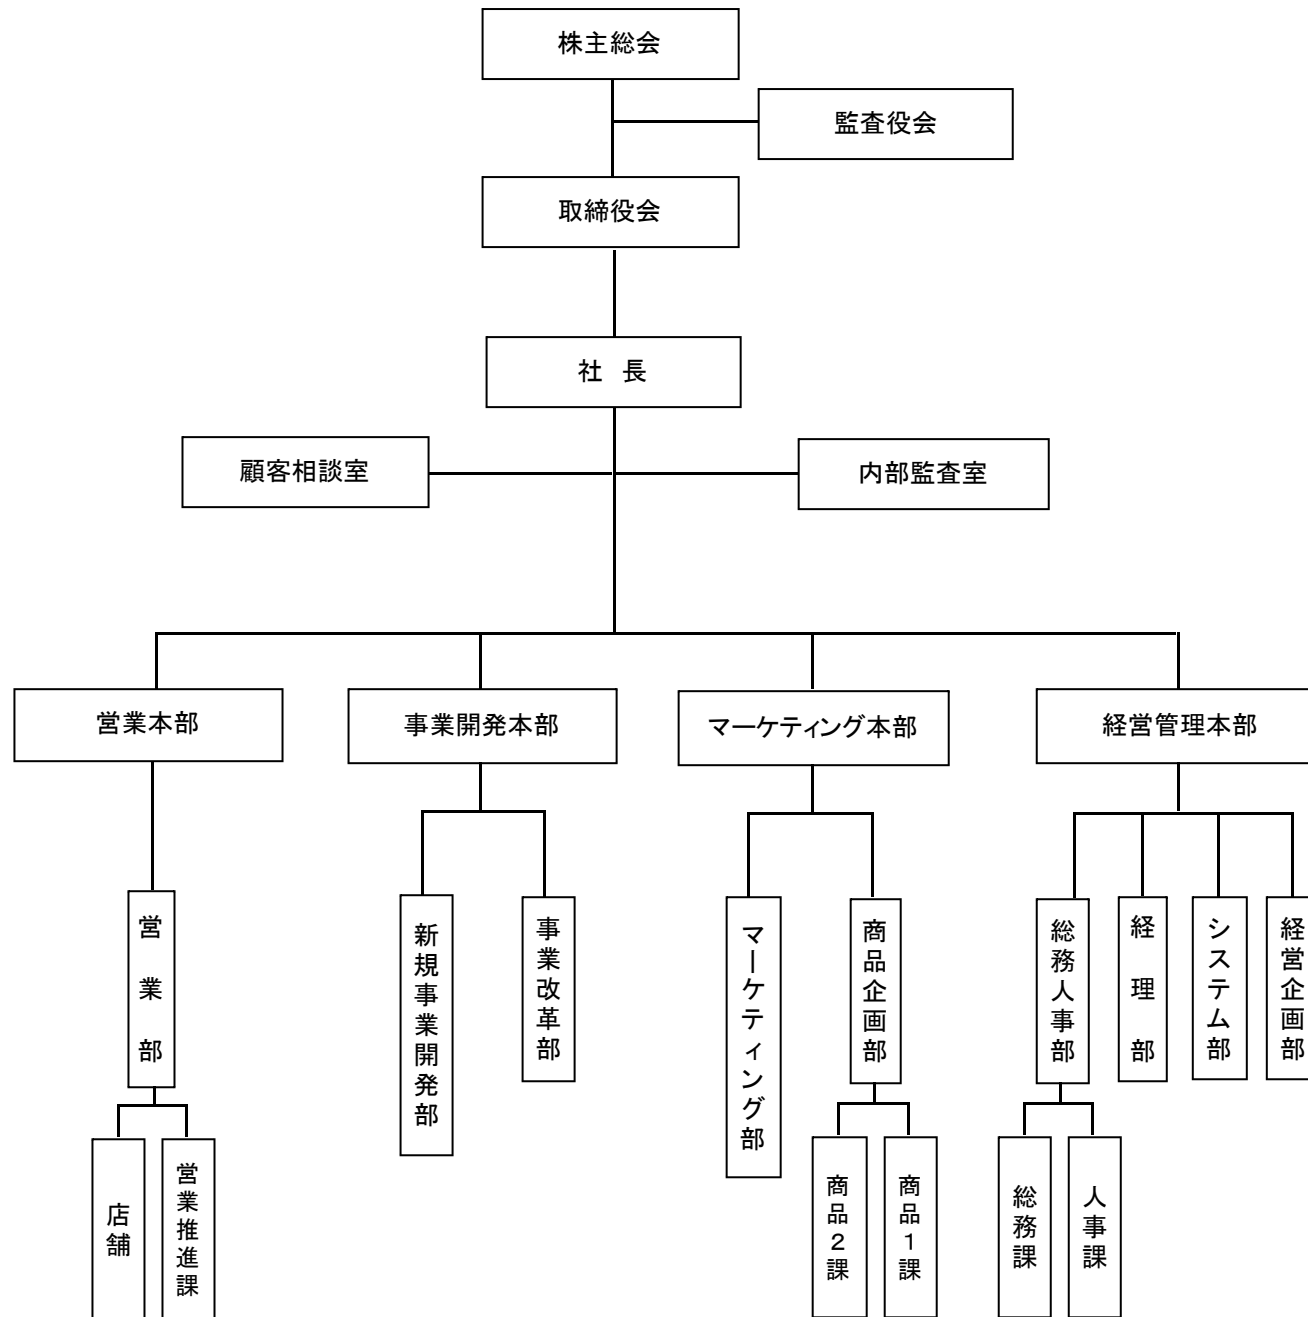 株主総会
監査役会
取締役会
社 長
顧客相談室
内部監査室
営業本部
事業開発本部
マーケティング本部
経営管理本部
営業部
新規事業開発部
事業改革部
マーケティング部
商品企画部
総務人事部
経理部
システム部
経営企画部
店舗
営業推進課
商品2課
商品1課
総務課
人事課